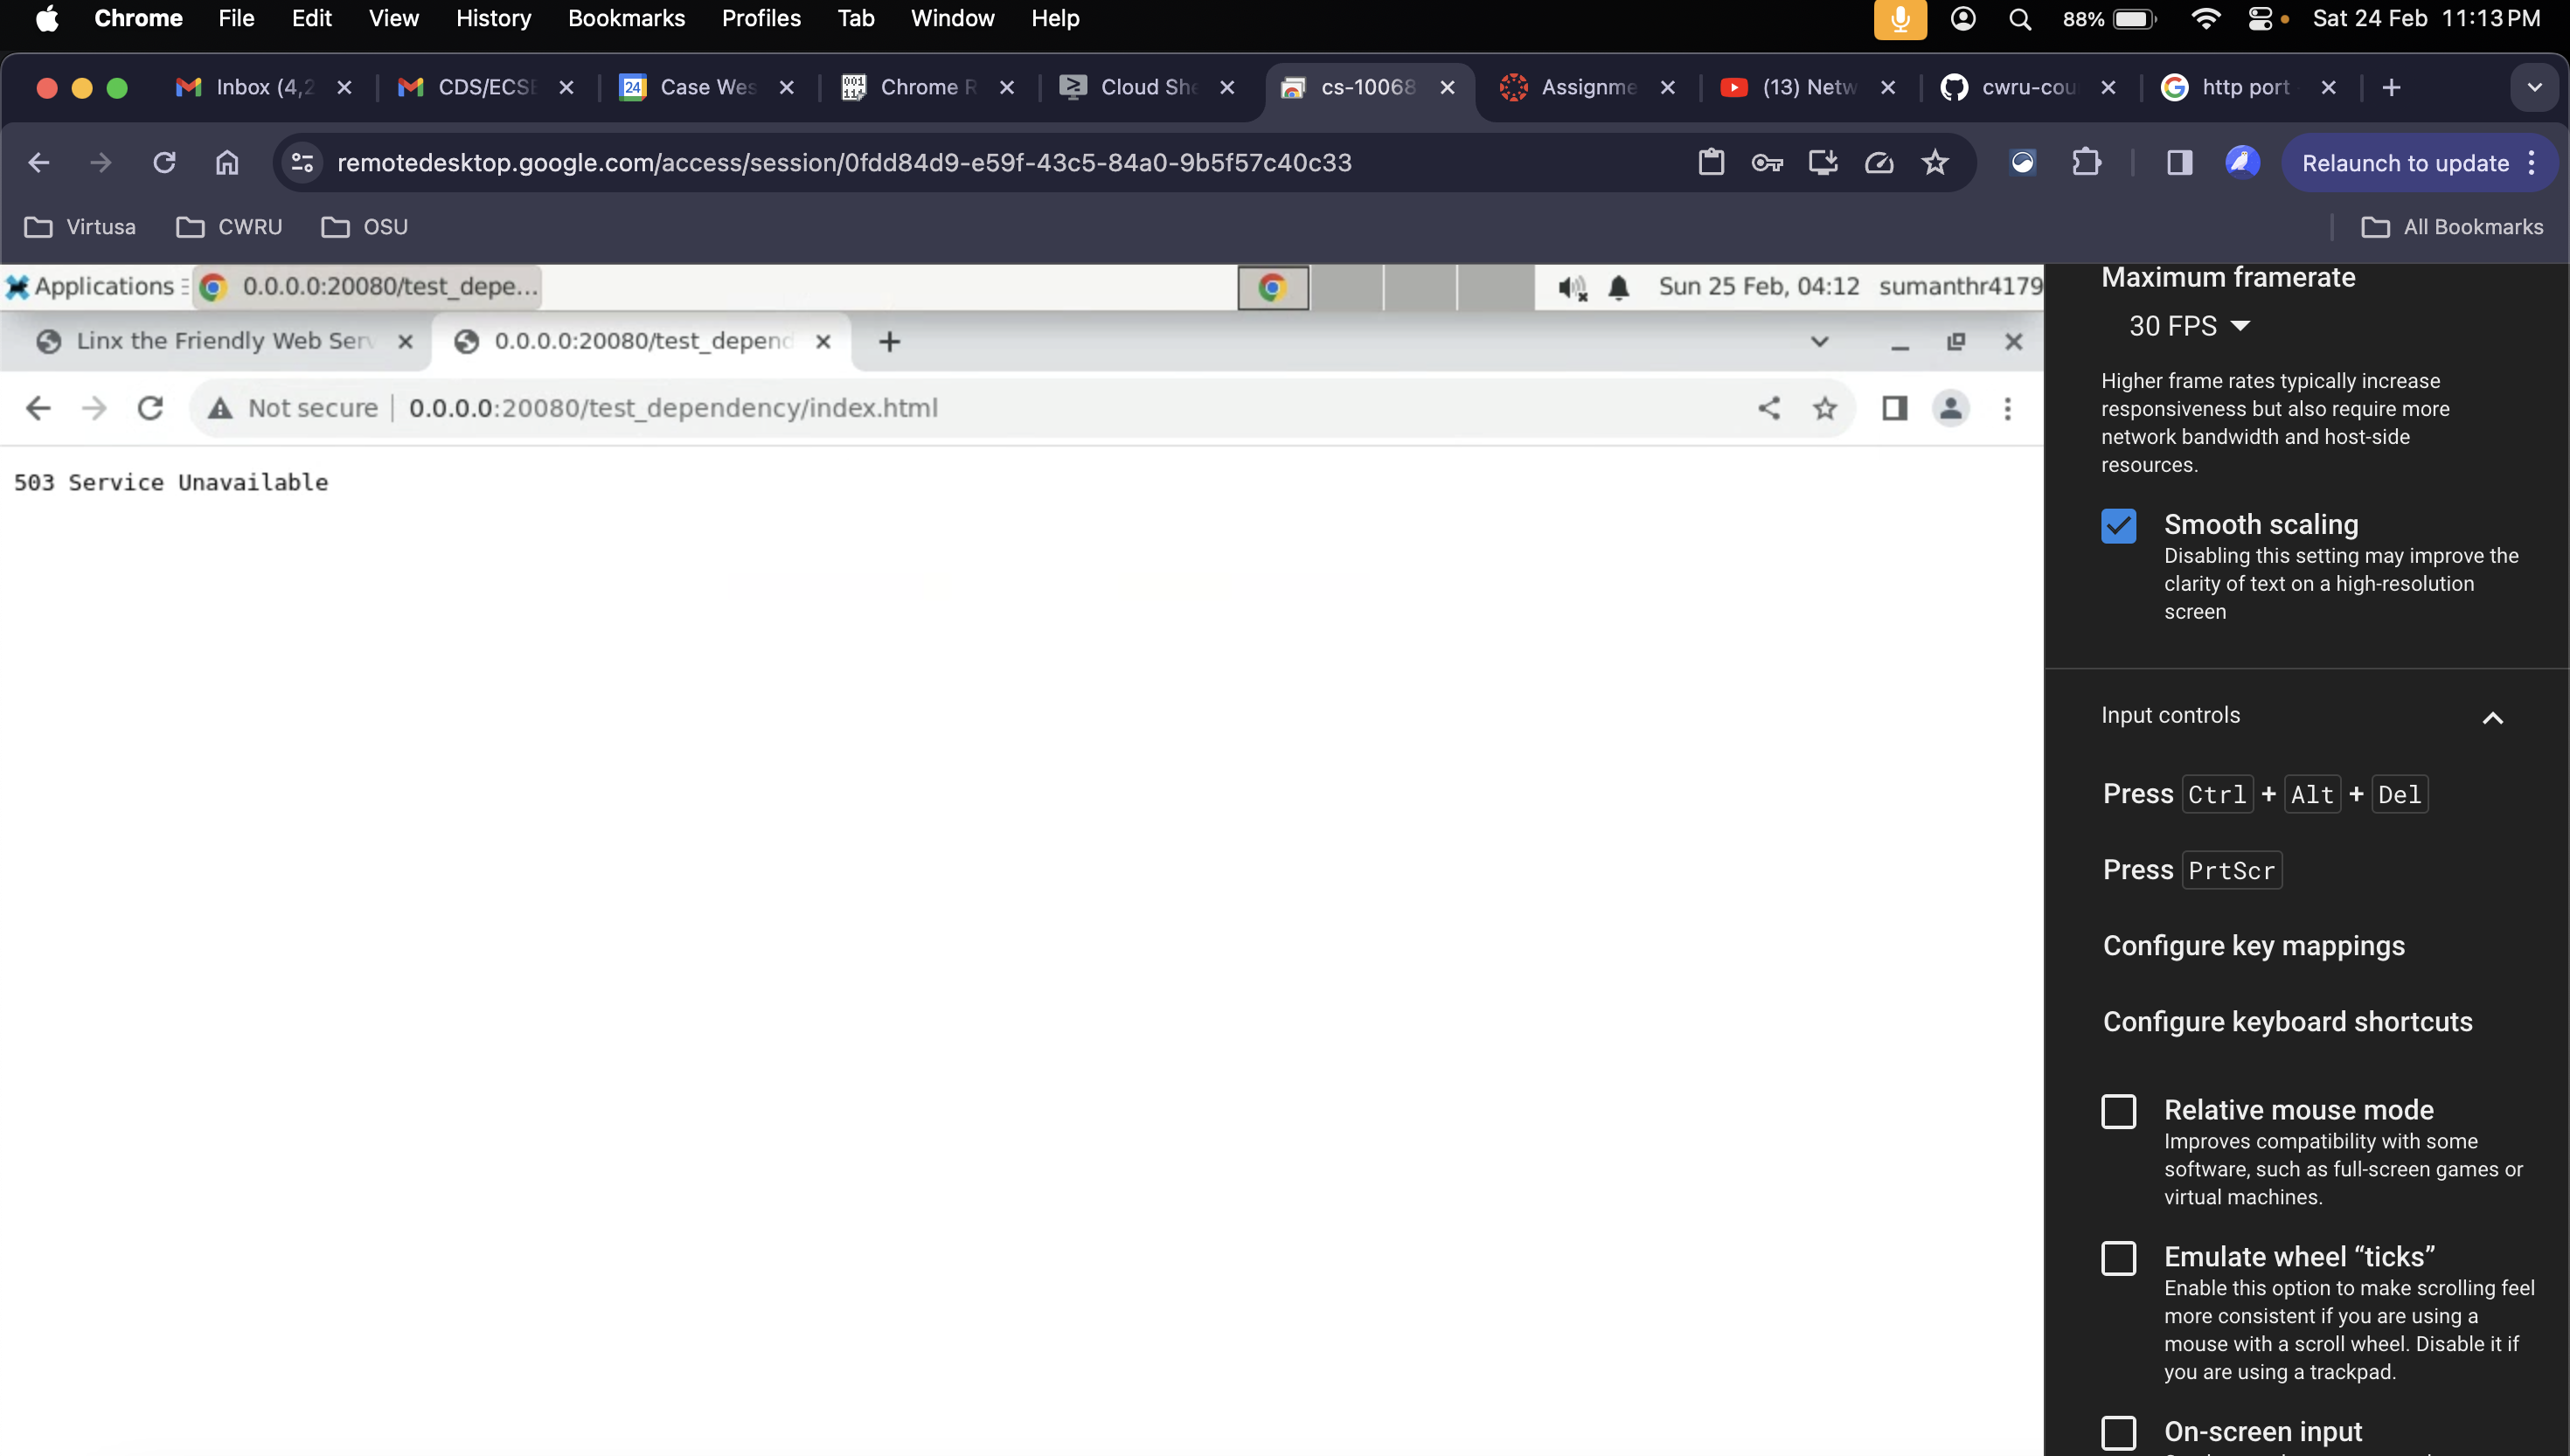 Chrome File Edit View History Bookmarks Profiles Tab Window Help 88% Sat 24 Feb 11:13 PM
Inbox (4,2 CDS/ECSE 24 Case Wes Chrome R Cloud She cs-10068 Assignme (13) Netw cwru-cou http port
remotedesktop.google.com/access/session/0fdd84d9-e59f-43c5-84a0-9b5f57c40c33 Relaunch to update
Virtusa CWRU OSU All Bookmarks
Applications 0.0.0.0:20080/test_depe... Sun 25 Feb, 04:12 sumanthr4179
Linx the Friendly Web Serv 0.0.0.0:20080/test_depend
Not secure 0.0.0.0:20080/test_dependency/index.html
503 Service Unavailable
Maximum framerate
30 FPS
Higher frame rates typically increase
responsiveness but also require more
network bandwidth and host-side
resources.
Smooth scaling
Disabling this setting may improve the
clarity of text on a high-resolution
screen
Input controls
Press Ctrl + Alt + Del
Press PrtScr
Configure key mappings
Configure keyboard shortcuts
Relative mouse mode
Improves compatibility with some
software, such as full-screen games or
virtual machines.
Emulate wheel “ticks”
Enable this option to make scrolling feel
more consistent if you are using a
mouse with a scroll wheel. Disable it if
you are using a trackpad.
On-screen input